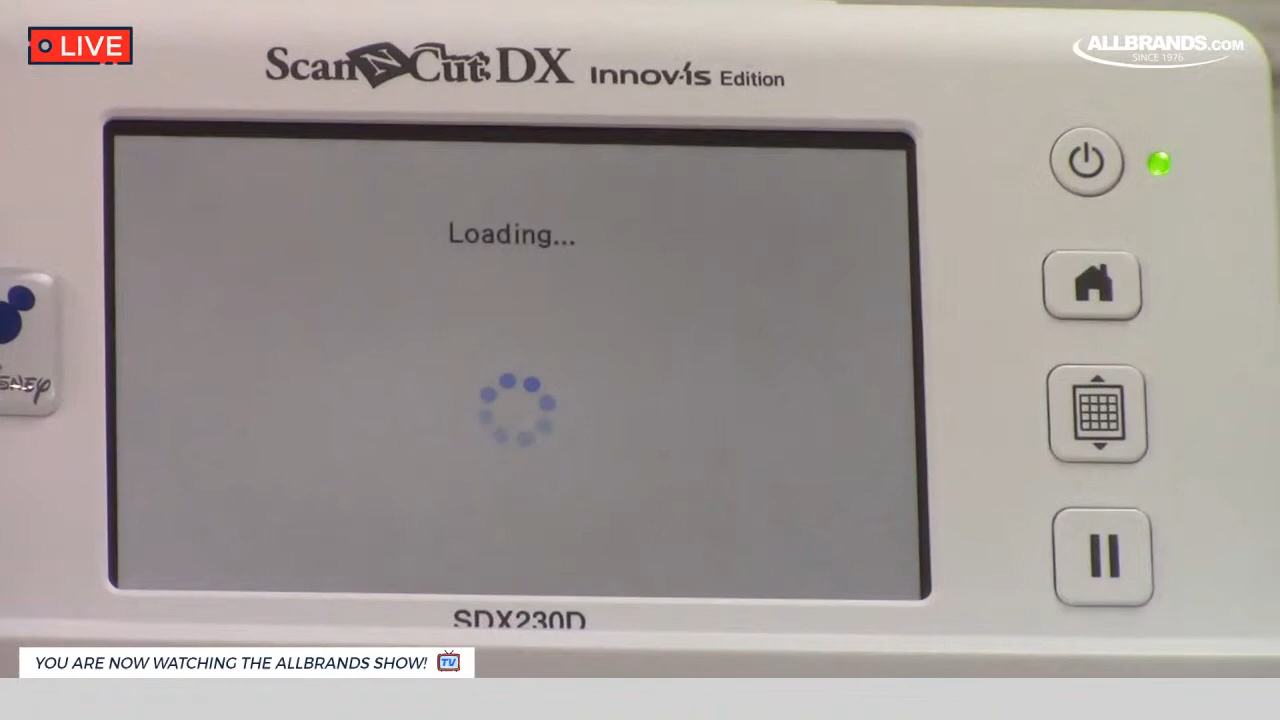 LIVE
ScanNCut DX Innov-is Edition
ALLBRANDS.COM
SINCE 1976
Loading...
SDX230D
YOU ARE NOW WATCHING THE ALLBRANDS SHOW!
TV